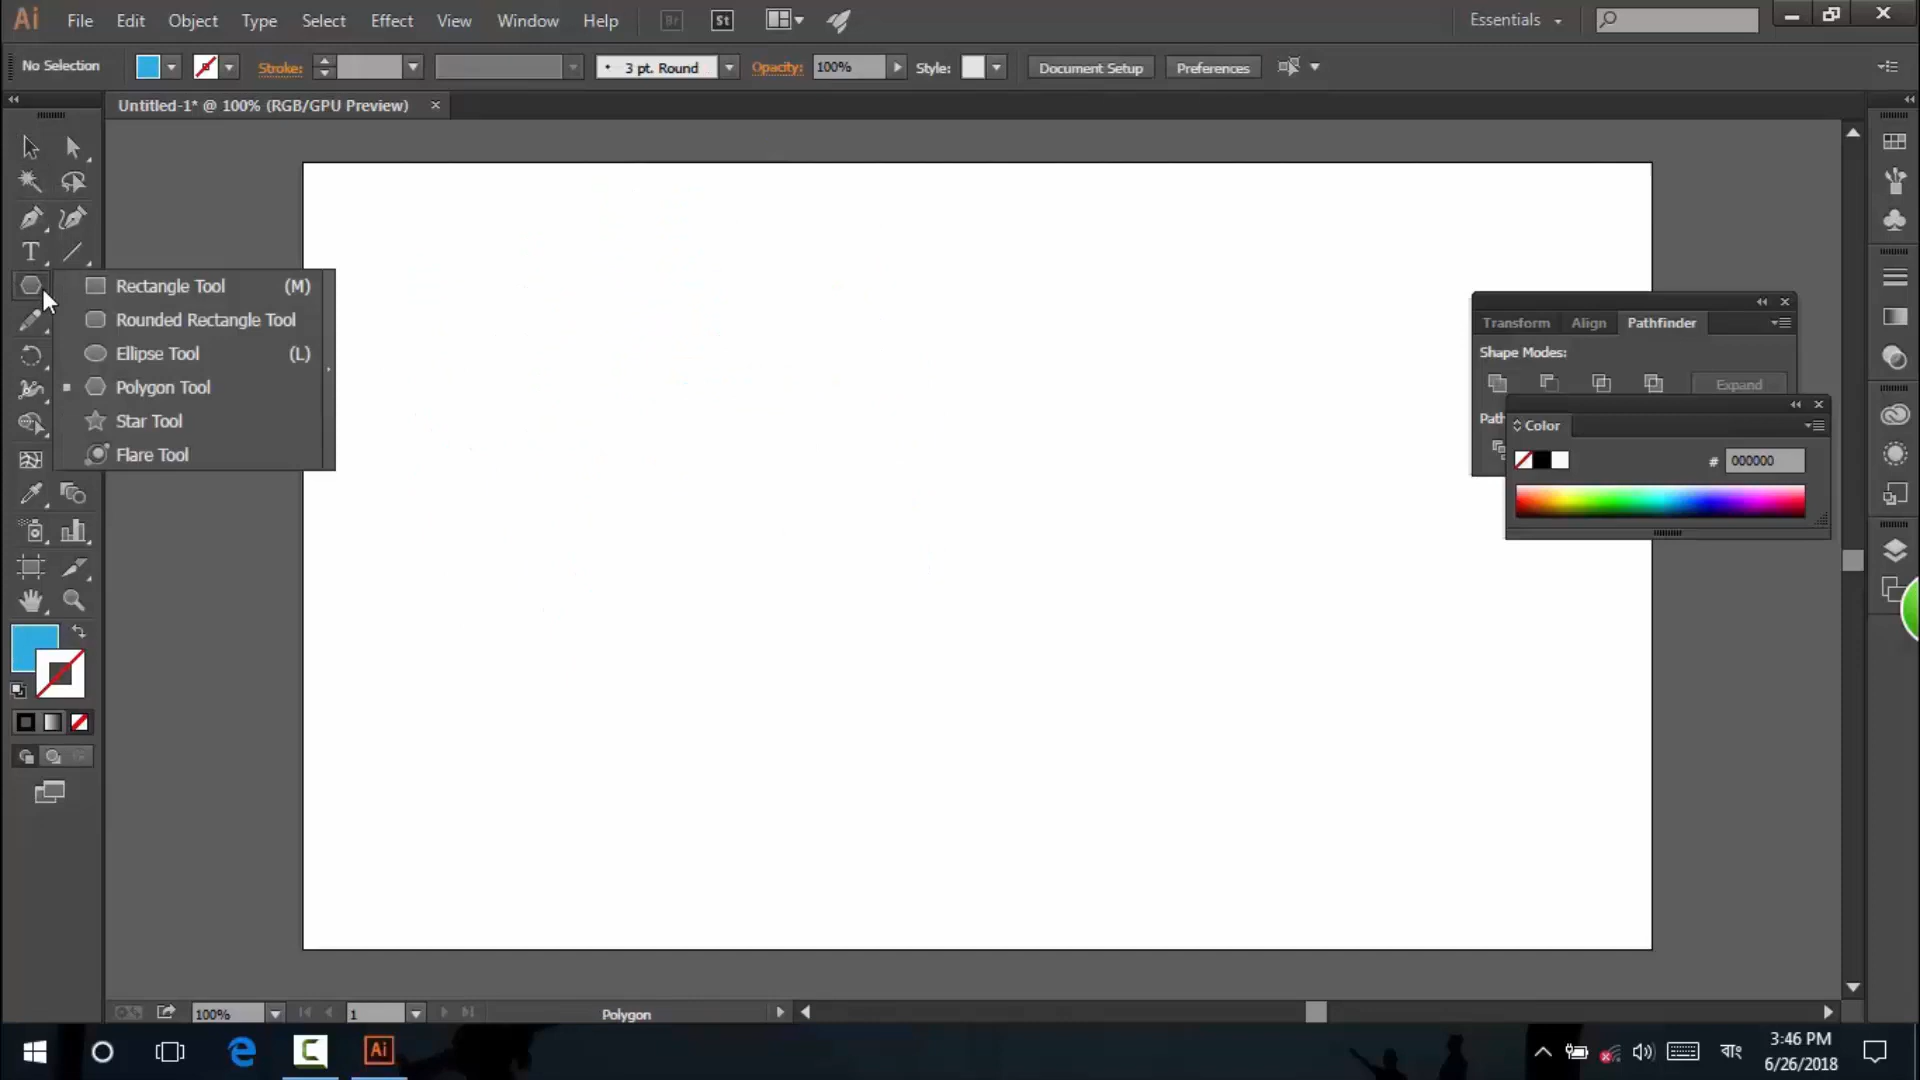 Ai File Edit Object Type Select Effect View Window Help Br St Essentials
No Selection Stroke: 3 pt. Round Opacity: 100% Style: Document Setup Preferences
Untitled-1* @ 100% (RGB/GPU Preview)
Rectangle Tool (M)
Rounded Rectangle Tool
Ellipse Tool (L)
Polygon Tool
Star Tool
Flare Tool
Transform Align Pathfinder
Shape Modes:
Expand
Path
Color
# 000000
100% 1 Polygon
Ai বাং 3:46 PM
6/26/2018